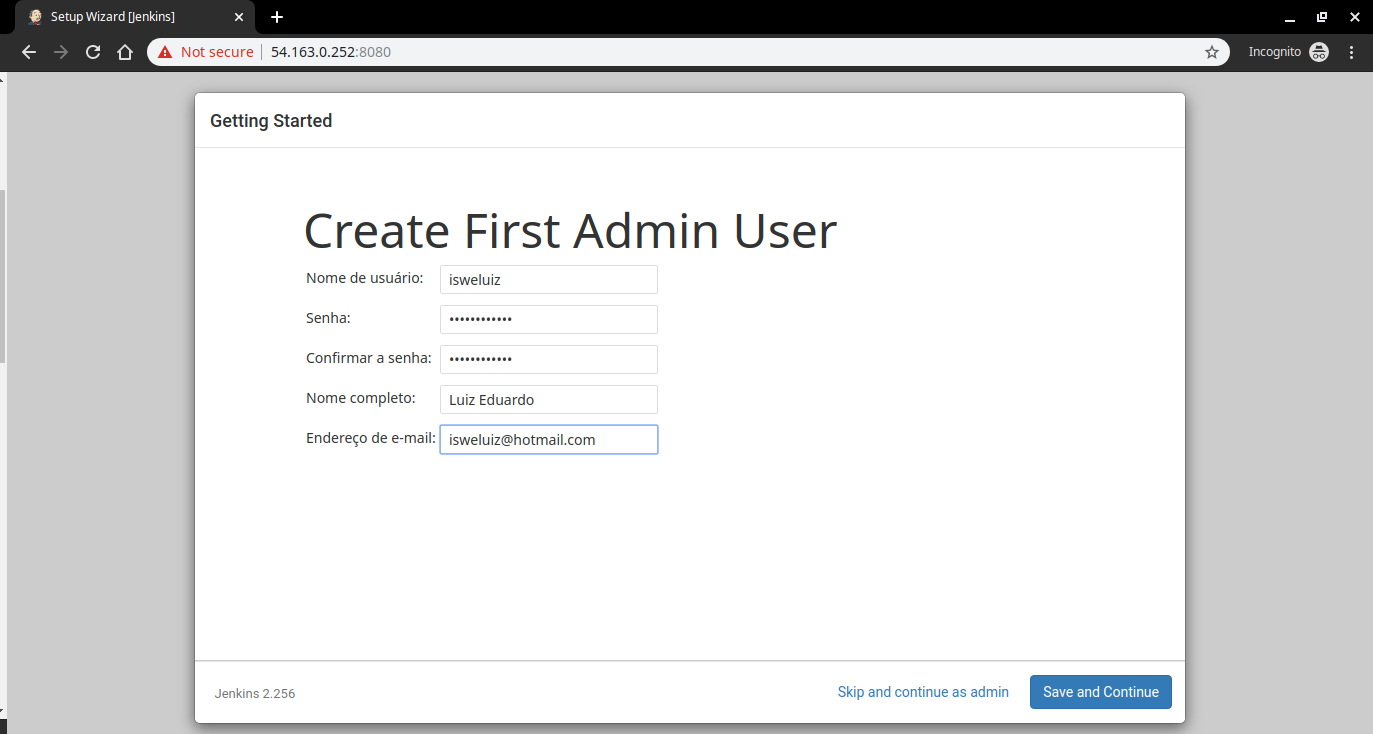 Setup Wizard [Jenkins]
Not secure 54.163.0.252:8080
Incognito
Getting Started
Create First Admin User
Nome de usuário: isweluiz
Senha: ••••••••••••
Confirmar a senha: ••••••••••••
Nome completo: Luiz Eduardo
Endereço de e-mail: isweluiz@hotmail.com
Jenkins 2.256
Skip and continue as admin
Save and Continue